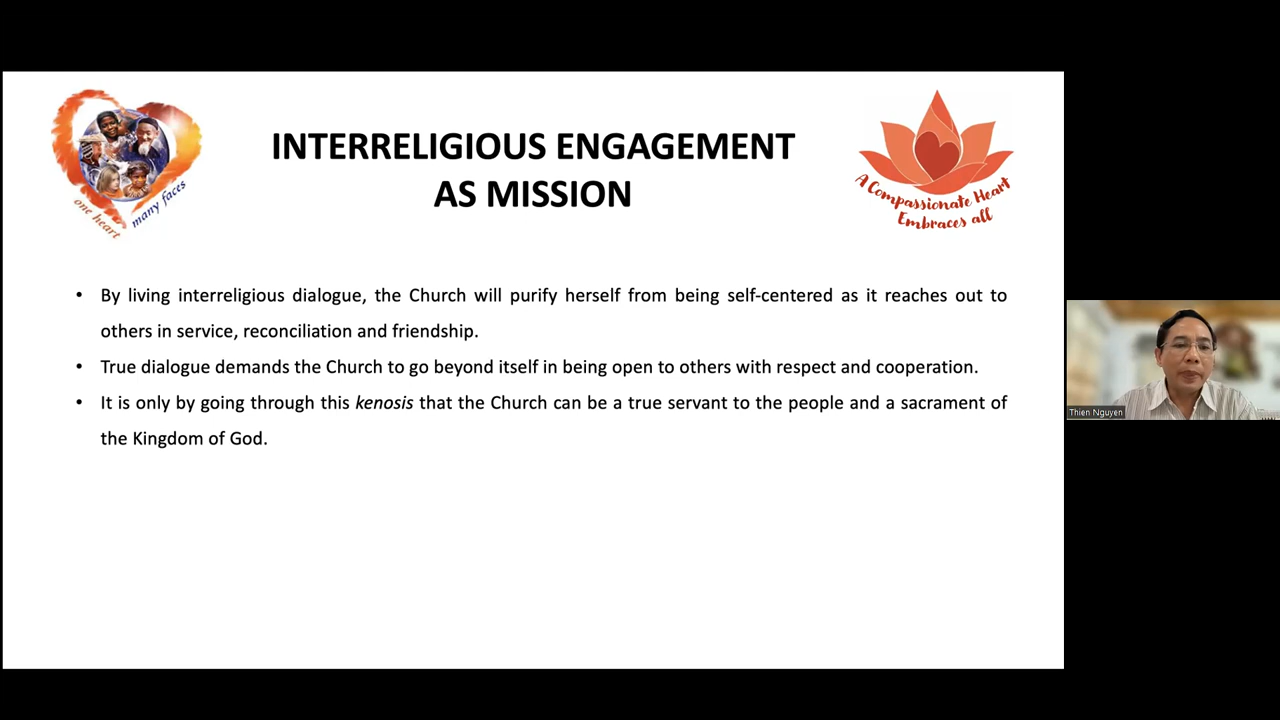 INTERRELIGIOUS ENGAGEMENT
AS MISSION
one heart
many faces
A Compassionate Heart
Embraces all
• By living interreligious dialogue, the Church will purify herself from being self-centered as it reaches out to
others in service, reconciliation and friendship.
• True dialogue demands the Church to go beyond itself in being open to others with respect and cooperation.
• It is only by going through this kenosis that the Church can be a true servant to the people and a sacrament of
the Kingdom of God.
Thien Nguyen